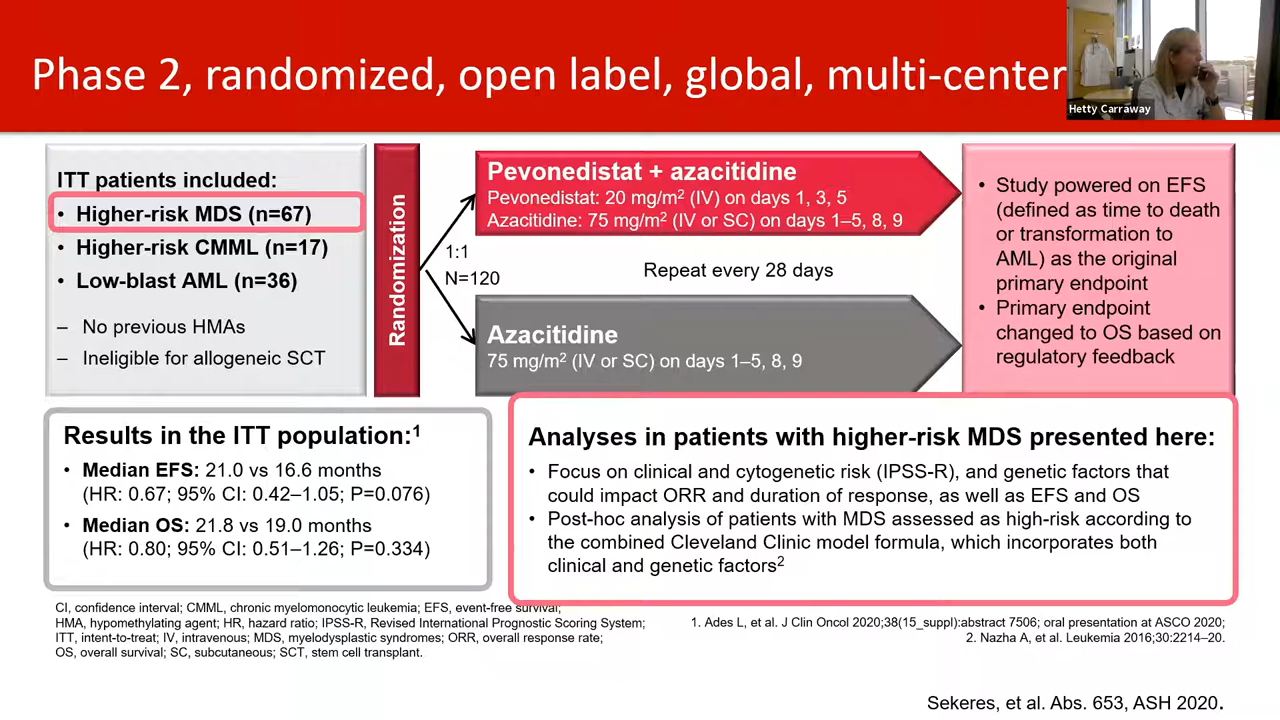 Phase 2, randomized, open label, global, multi-center
Hetty Carraway
ITT patients included:
• Higher-risk MDS (n=67)
• Higher-risk CMML (n=17)
• Low-blast AML (n=36)
– No previous HMAs
– Ineligible for allogeneic SCT
Randomization
1:1
N=120
Pevonedistat + azacitidine
Pevonedistat: 20 mg/m² (IV) on days 1, 3, 5
Azacitidine: 75 mg/m² (IV or SC) on days 1–5, 8, 9
Repeat every 28 days
Azacitidine
75 mg/m² (IV or SC) on days 1–5, 8, 9
• Study powered on EFS
(defined as time to death
or transformation to
AML) as the original
primary endpoint
• Primary endpoint
changed to OS based on
regulatory feedback
Results in the ITT population:¹
• Median EFS: 21.0 vs 16.6 months
(HR: 0.67; 95% CI: 0.42–1.05; P=0.076)
• Median OS: 21.8 vs 19.0 months
(HR: 0.80; 95% CI: 0.51–1.26; P=0.334)
Analyses in patients with higher-risk MDS presented here:
• Focus on clinical and cytogenetic risk (IPSS-R), and genetic factors that
could impact ORR and duration of response, as well as EFS and OS
• Post-hoc analysis of patients with MDS assessed as high-risk according to
the combined Cleveland Clinic model formula, which incorporates both
clinical and genetic factors²
CI, confidence interval; CMML, chronic myelomonocytic leukemia; EFS, event-free survival;
HMA, hypomethylating agent; HR, hazard ratio; IPSS-R, Revised International Prognostic Scoring System;
ITT, intent-to-treat; IV, intravenous; MDS, myelodysplastic syndromes; ORR, overall response rate;
OS, overall survival; SC, subcutaneous; SCT, stem cell transplant.
1. Ades L, et al. J Clin Oncol 2020;38(15_suppl):abstract 7506; oral presentation at ASCO 2020;
2. Nazha A, et al. Leukemia 2016;30:2214–20.
Sekeres, et al. Abs. 653, ASH 2020.